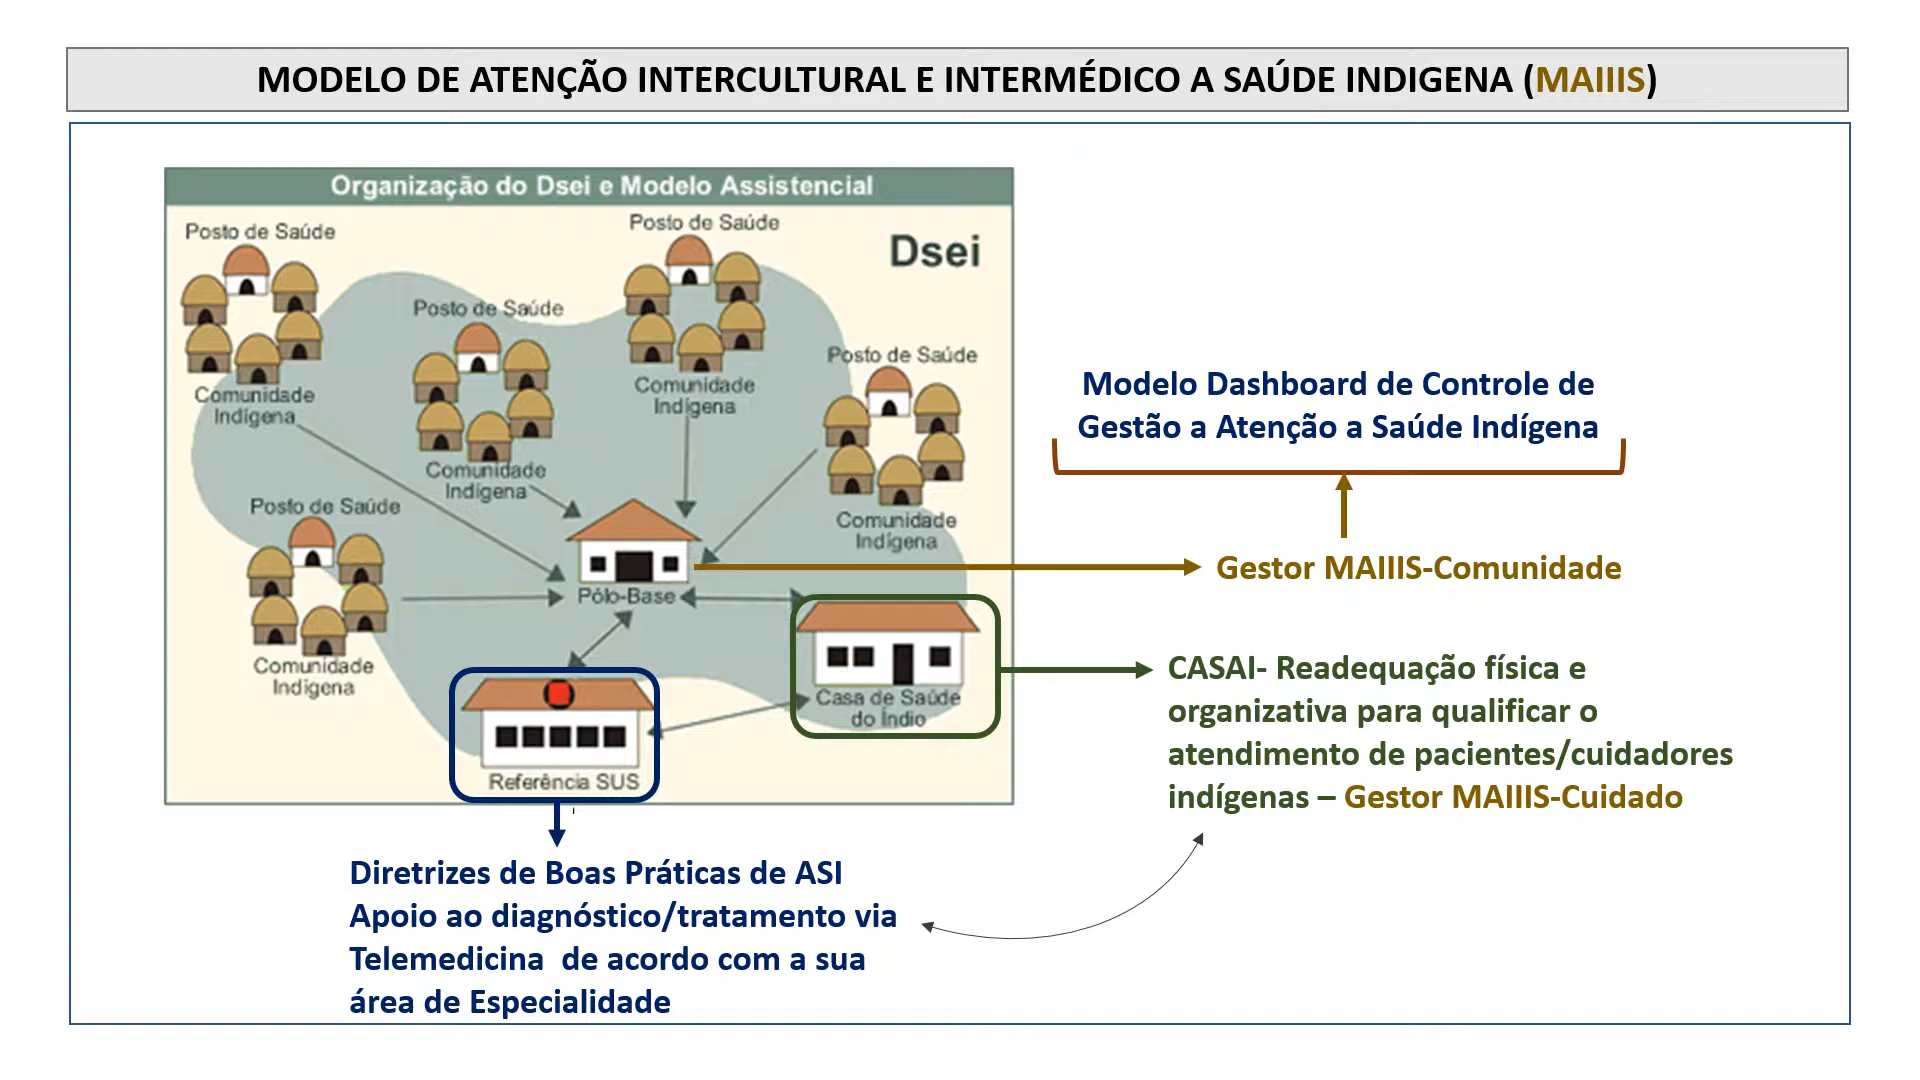 MODELO DE ATENÇÃO INTERCULTURAL E INTERMÉDICO A SAÚDE INDIGENA (MAIIIS)
Organização do Dsei e Modelo Assistencial
Dsei
Posto de Saúde
Comunidade
Indígena
Posto de Saúde
Comunidade
Indígena
Posto de Saúde
Comunidade
Indígena
Posto de Saúde
Comunidade
Indígena
Posto de Saúde
Comunidade
Indígena
Pólo-Base
Casa de Saúde
do Índio
Referência SUS
Modelo Dashboard de Controle de
Gestão a Atenção a Saúde Indígena
Gestor MAIIIS-Comunidade
CASAI- Readequação física e
organizativa para qualificar o
atendimento de pacientes/cuidadores
indígenas – Gestor MAIIIS-Cuidado
Diretrizes de Boas Práticas de ASI
Apoio ao diagnóstico/tratamento via
Telemedicina de acordo com a sua
área de Especialidade